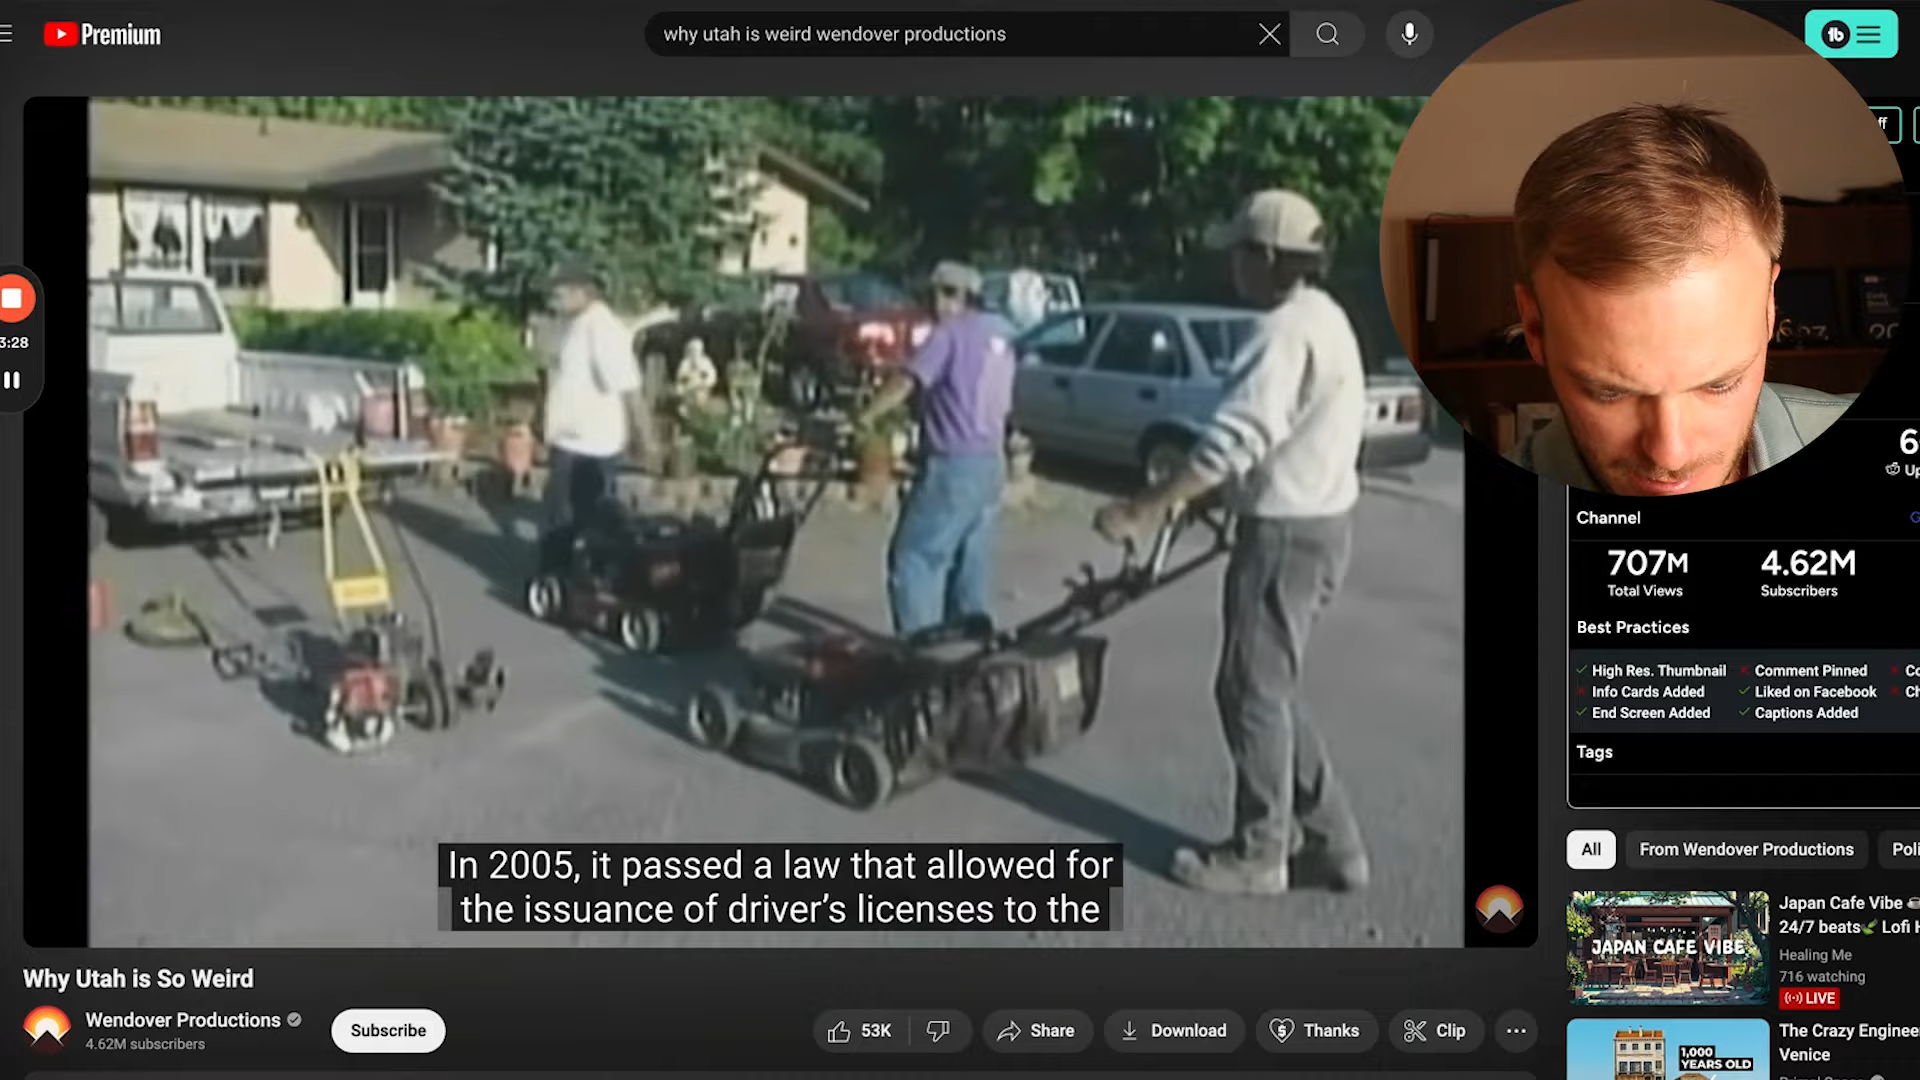 Premium
why utah is weird wendover productions
tb
ff
3:28
In 2005, it passed a law that allowed for
the issuance of driver's licenses to the
Channel
707M
4.62M
Total Views
Subscribers
Best Practices
High Res. Thumbnail
Comment Pinned
Info Cards Added
Liked on Facebook
End Screen Added
Captions Added
Tags
All
From Wendover Productions
JAPAN CAFE VIBE
Japan Cafe Vibe
24/7 beats Lofi
Healing Me
716 watching
LIVE
Why Utah is So Weird
Wendover Productions
4.62M subscribers
Subscribe
53K
Share
Download
Thanks
Clip
1,000
YEARS OLD
The Crazy Enginee
Venice